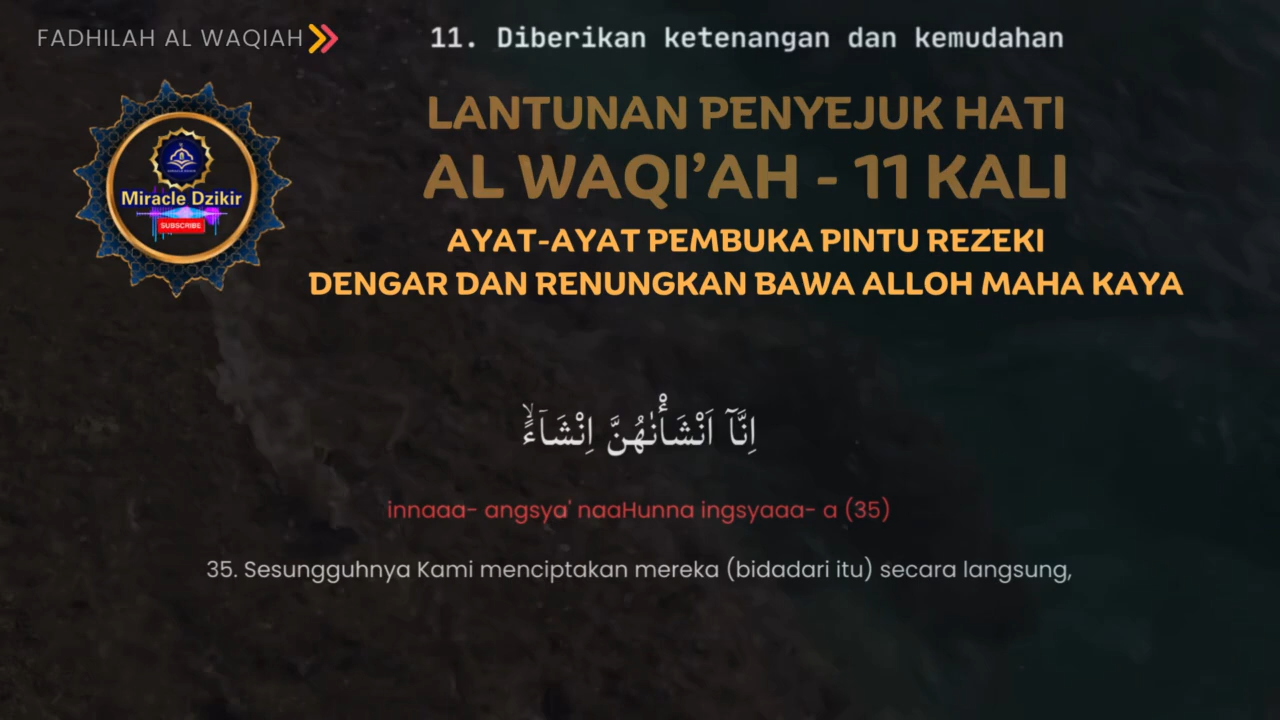 FADHILAH AL WAQIAH
11. Diberikan ketenangan dan kemudahan
LANTUNAN PENYEJUK HATI
AL WAQI’AH - 11 KALI
AYAT-AYAT PEMBUKA PINTU REZEKI
DENGAR DAN RENUNGKAN BAWA ALLOH MAHA KAYA
Miracle Dzikir
SUBSCRIBE
اِنَّآ اَنْشَأْنٰهُنَّ اِنْشَاۤءًۙ
innaaa- angsya' naaHunna ingsyaaa- a (35)
35. Sesungguhnya Kami menciptakan mereka (bidadari itu) secara langsung,